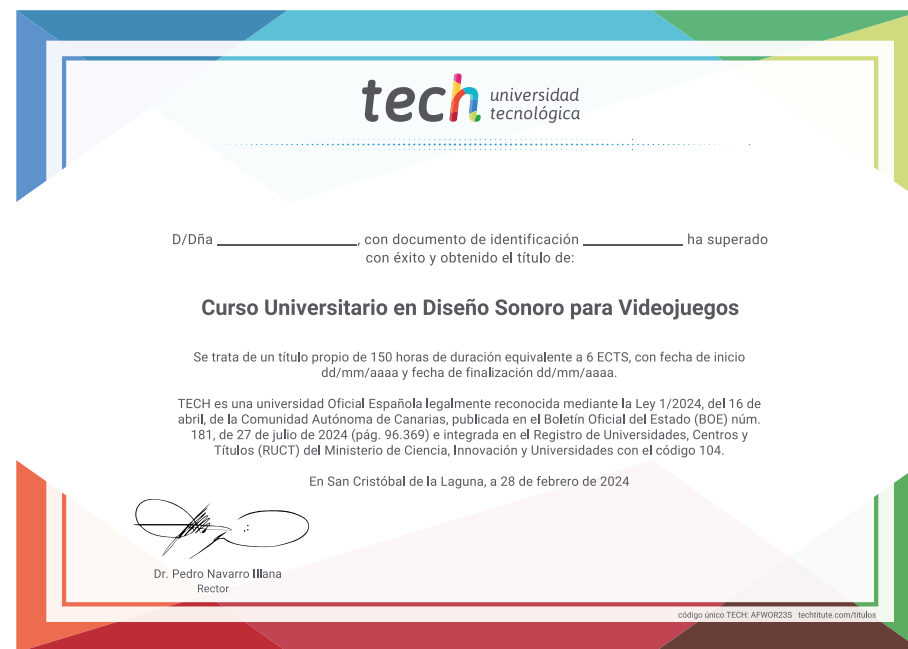 tech universidad
tecnológica
D/Dña ____________, con documento de identificación ____________ ha superado
con éxito y obtenido el título de:
Curso Universitario en Diseño Sonoro para Videojuegos
Se trata de un título propio de 150 horas de duración equivalente a 6 ECTS, con fecha de inicio
dd/mm/aaaa y fecha de finalización dd/mm/aaaa.
TECH es una universidad Oficial Española legalmente reconocida mediante la Ley 1/2024, del 16 de
abril, de la Comunidad Autónoma de Canarias, publicada en el Boletín Oficial del Estado (BOE) núm.
181, de 27 de julio de 2024 (pág. 96.369) e integrada en el Registro de Universidades, Centros y
Títulos (RUCT) del Ministerio de Ciencia, Innovación y Universidades con el código 104.
En San Cristóbal de la Laguna, a 28 de febrero de 2024
Dr. Pedro Navarro Illana
Rector
código único TECH: AFWOR23S techtitute.com/titulos